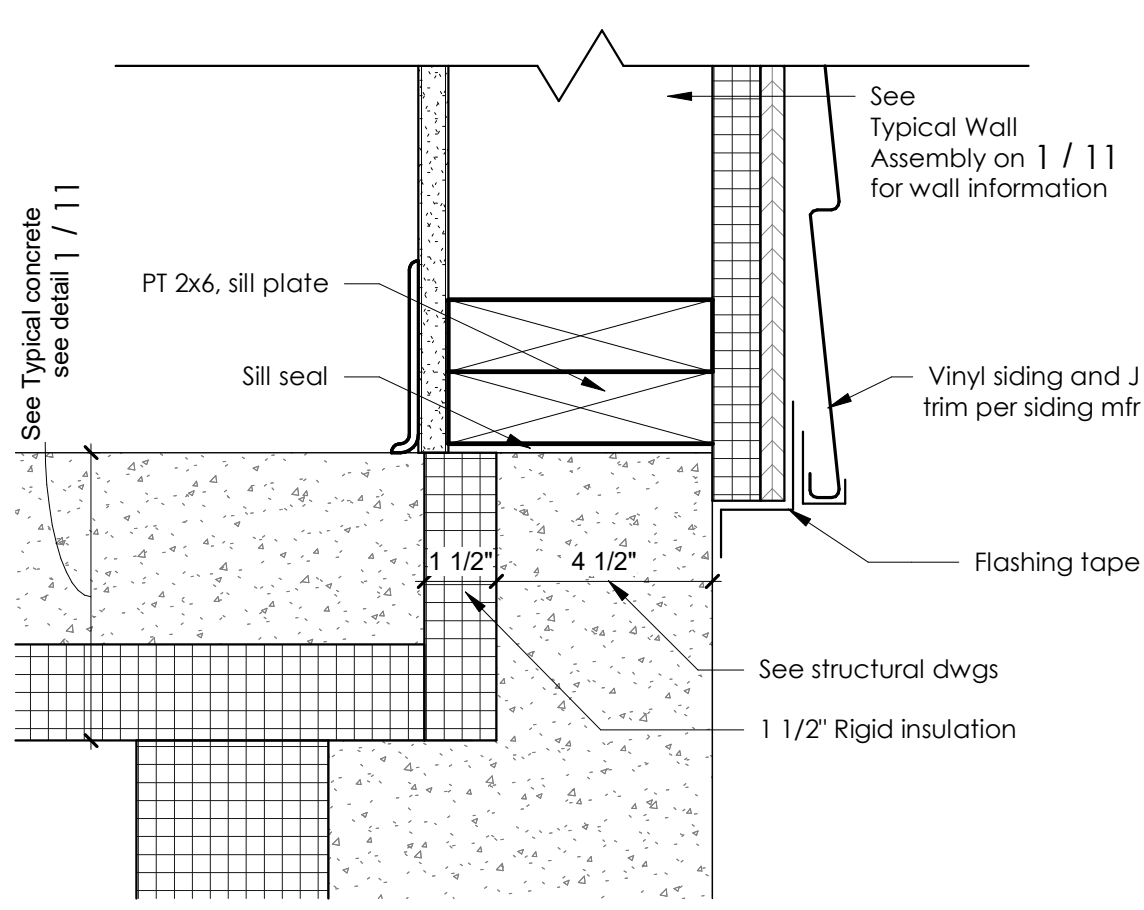 See
Typical Wall
Assembly on 1 / 11
for wall information
See Typical concrete
see detail 1 / 11
PT 2x6, sill plate
Sill seal
Vinyl siding and J
trim per siding mfr
1 1/2"
4 1/2"
Flashing tape
See structural dwgs
1 1/2" Rigid insulation